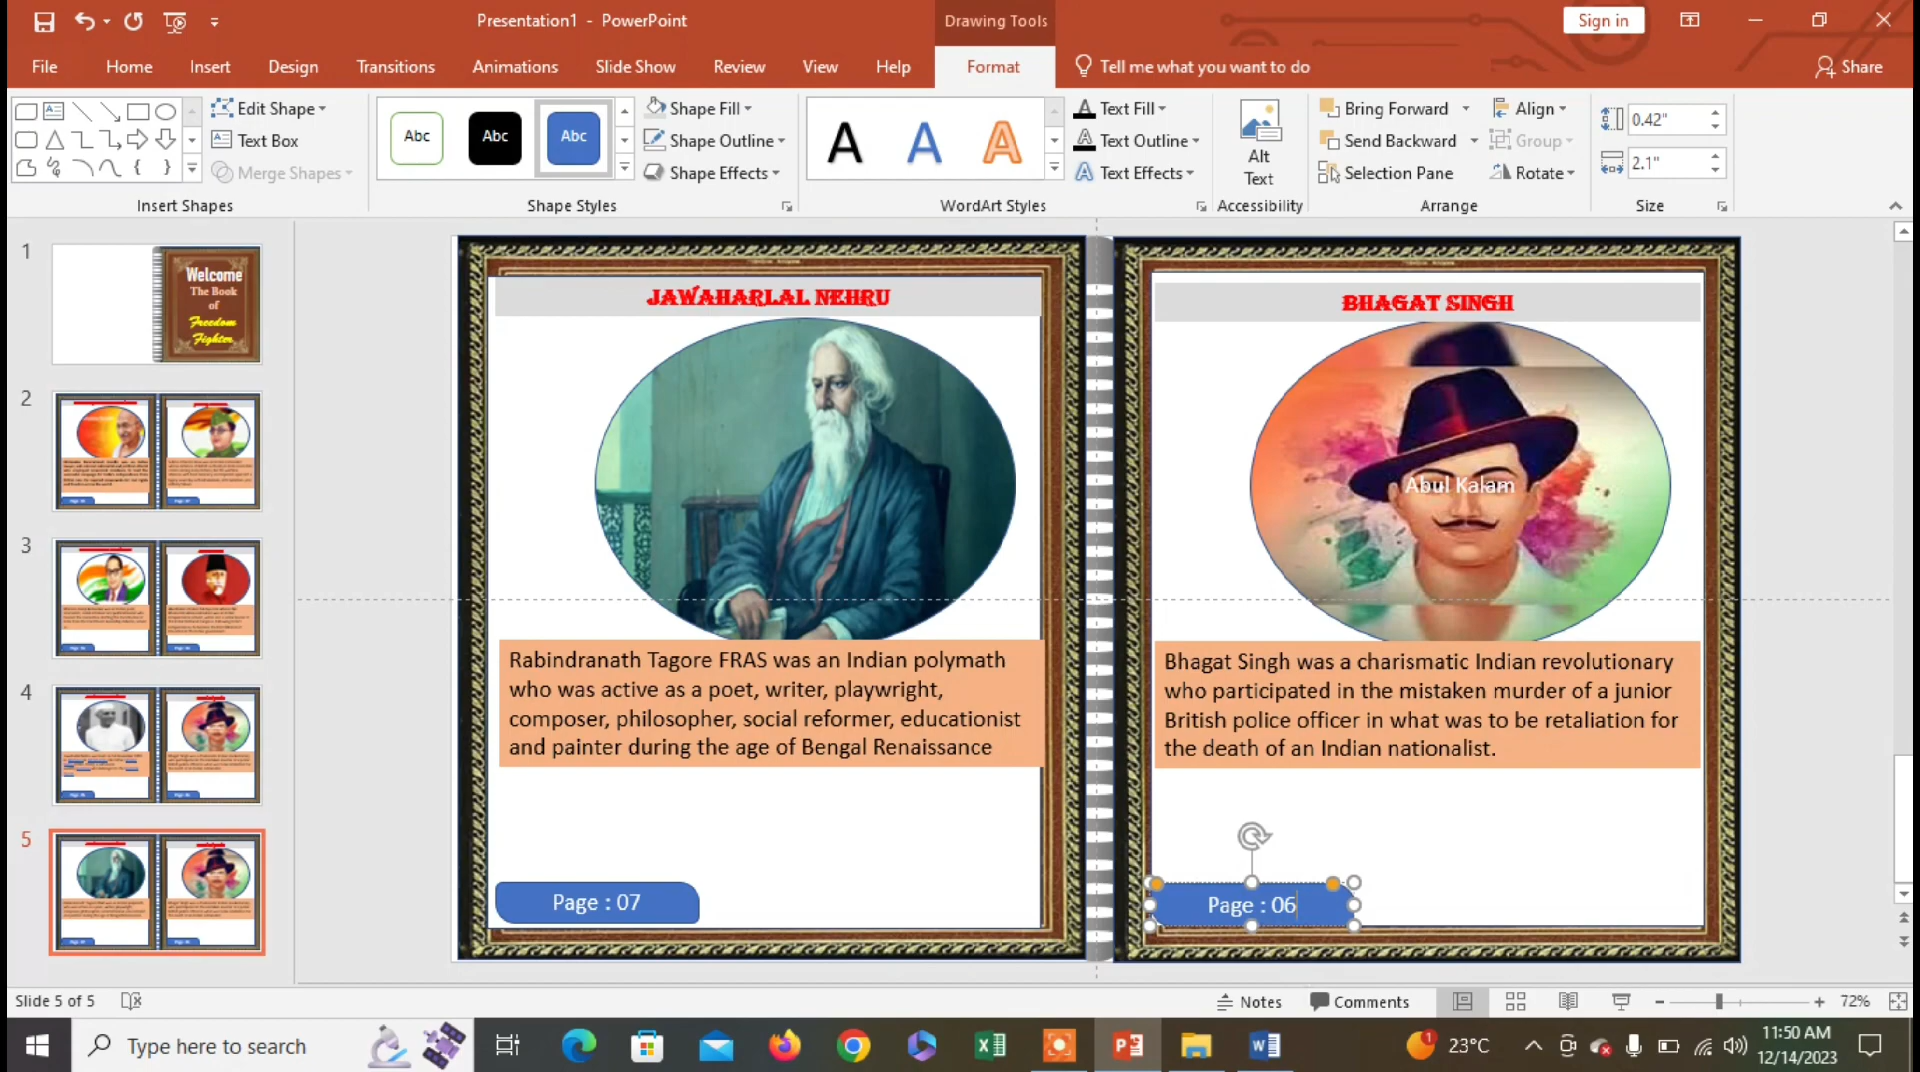 Presentation1 - PowerPoint
Drawing Tools
Sign in
File Home Insert Design Transitions Animations Slide Show Review View Help Format Tell me what you want to do Share
Edit Shape
Text Box
Merge Shapes
Insert Shapes
Abc Abc Abc
Shape Fill
Shape Outline
Shape Effects
Shape Styles
A A A
Text Fill
Text Outline
Text Effects
WordArt Styles
Alt
Text
Accessibility
Bring Forward
Send Backward
Selection Pane
Align
Group
Rotate
Arrange
0.42"
2.1"
Size
1
Welcome
The Book
of
Freedom
Fighter
2
3
4
5
JAWAHARLAL NEHRU
Rabindranath Tagore FRAS was an Indian polymath
who was active as a poet, writer, playwright,
composer, philosopher, social reformer, educationist
and painter during the age of Bengal Renaissance
Page : 07
BHAGAT SINGH
Abul Kalam
Bhagat Singh was a charismatic Indian revolutionary
who participated in the mistaken murder of a junior
British police officer in what was to be retaliation for
the death of an Indian nationalist.
Page : 06
Slide 5 of 5
Notes
Comments
72%
Type here to search
1
23°C
11:50 AM
12/14/2023